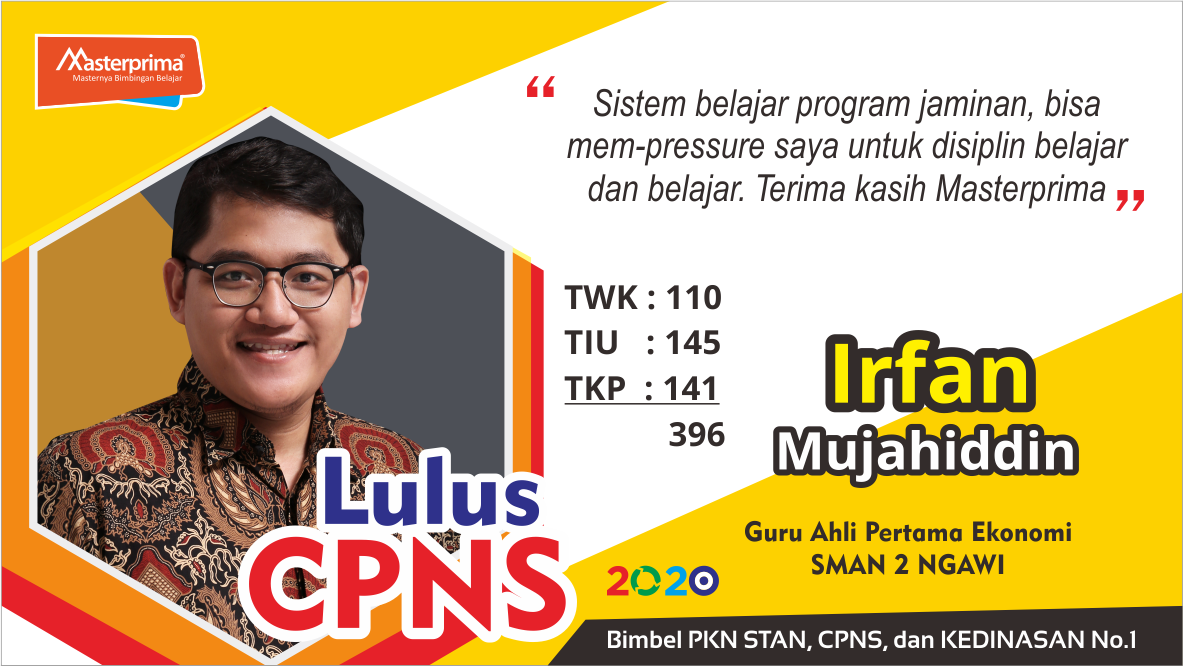 Masterprima®
Masternya Bimbingan Belajar
“ Sistem belajar program jaminan, bisa
mem-pressure saya untuk disiplin belajar
dan belajar. Terima kasih Masterprima ”
TWK : 110
TIU : 145
TKP : 141
396
Irfan
Mujahiddin
Lulus
CPNS
Guru Ahli Pertama Ekonomi
SMAN 2 NGAWI
2020
Bimbel PKN STAN, CPNS, dan KEDINASAN No.1